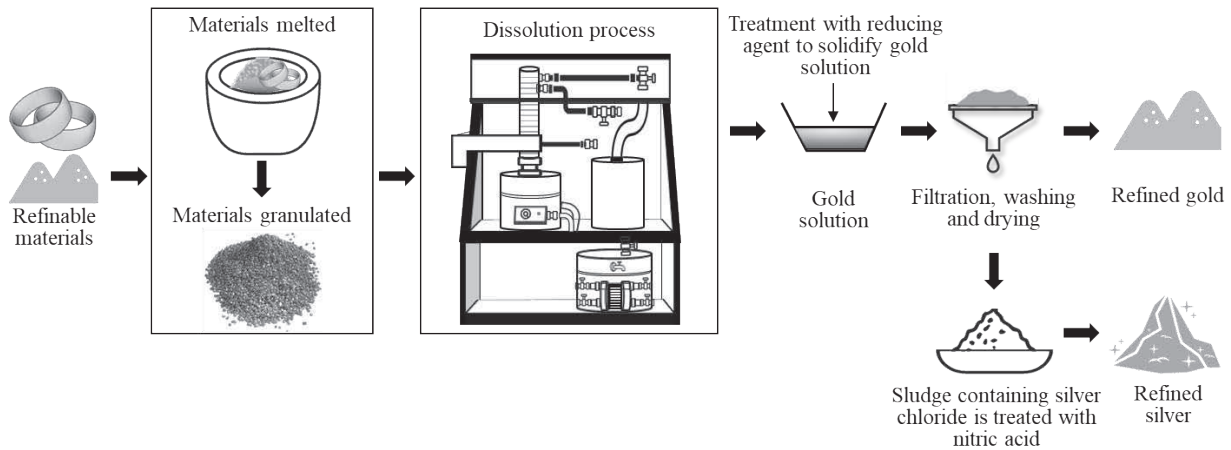 Refinable
materials
Materials melted
Materials granulated
Dissolution process
Treatment with reducing
agent to solidify gold
solution
Gold
solution
Filtration, washing
and drying
Refined gold
Sludge containing silver
chloride is treated with
nitric acid
Refined
silver